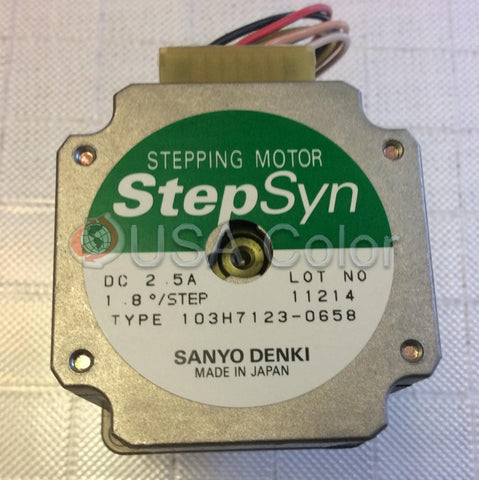 STEPPING MOTOR
StepSyn
USA Color
DC 2.5A LOT NO
1.8°/STEP 11214
TYPE 103H7123-0658
SANYO DENKI
MADE IN JAPAN